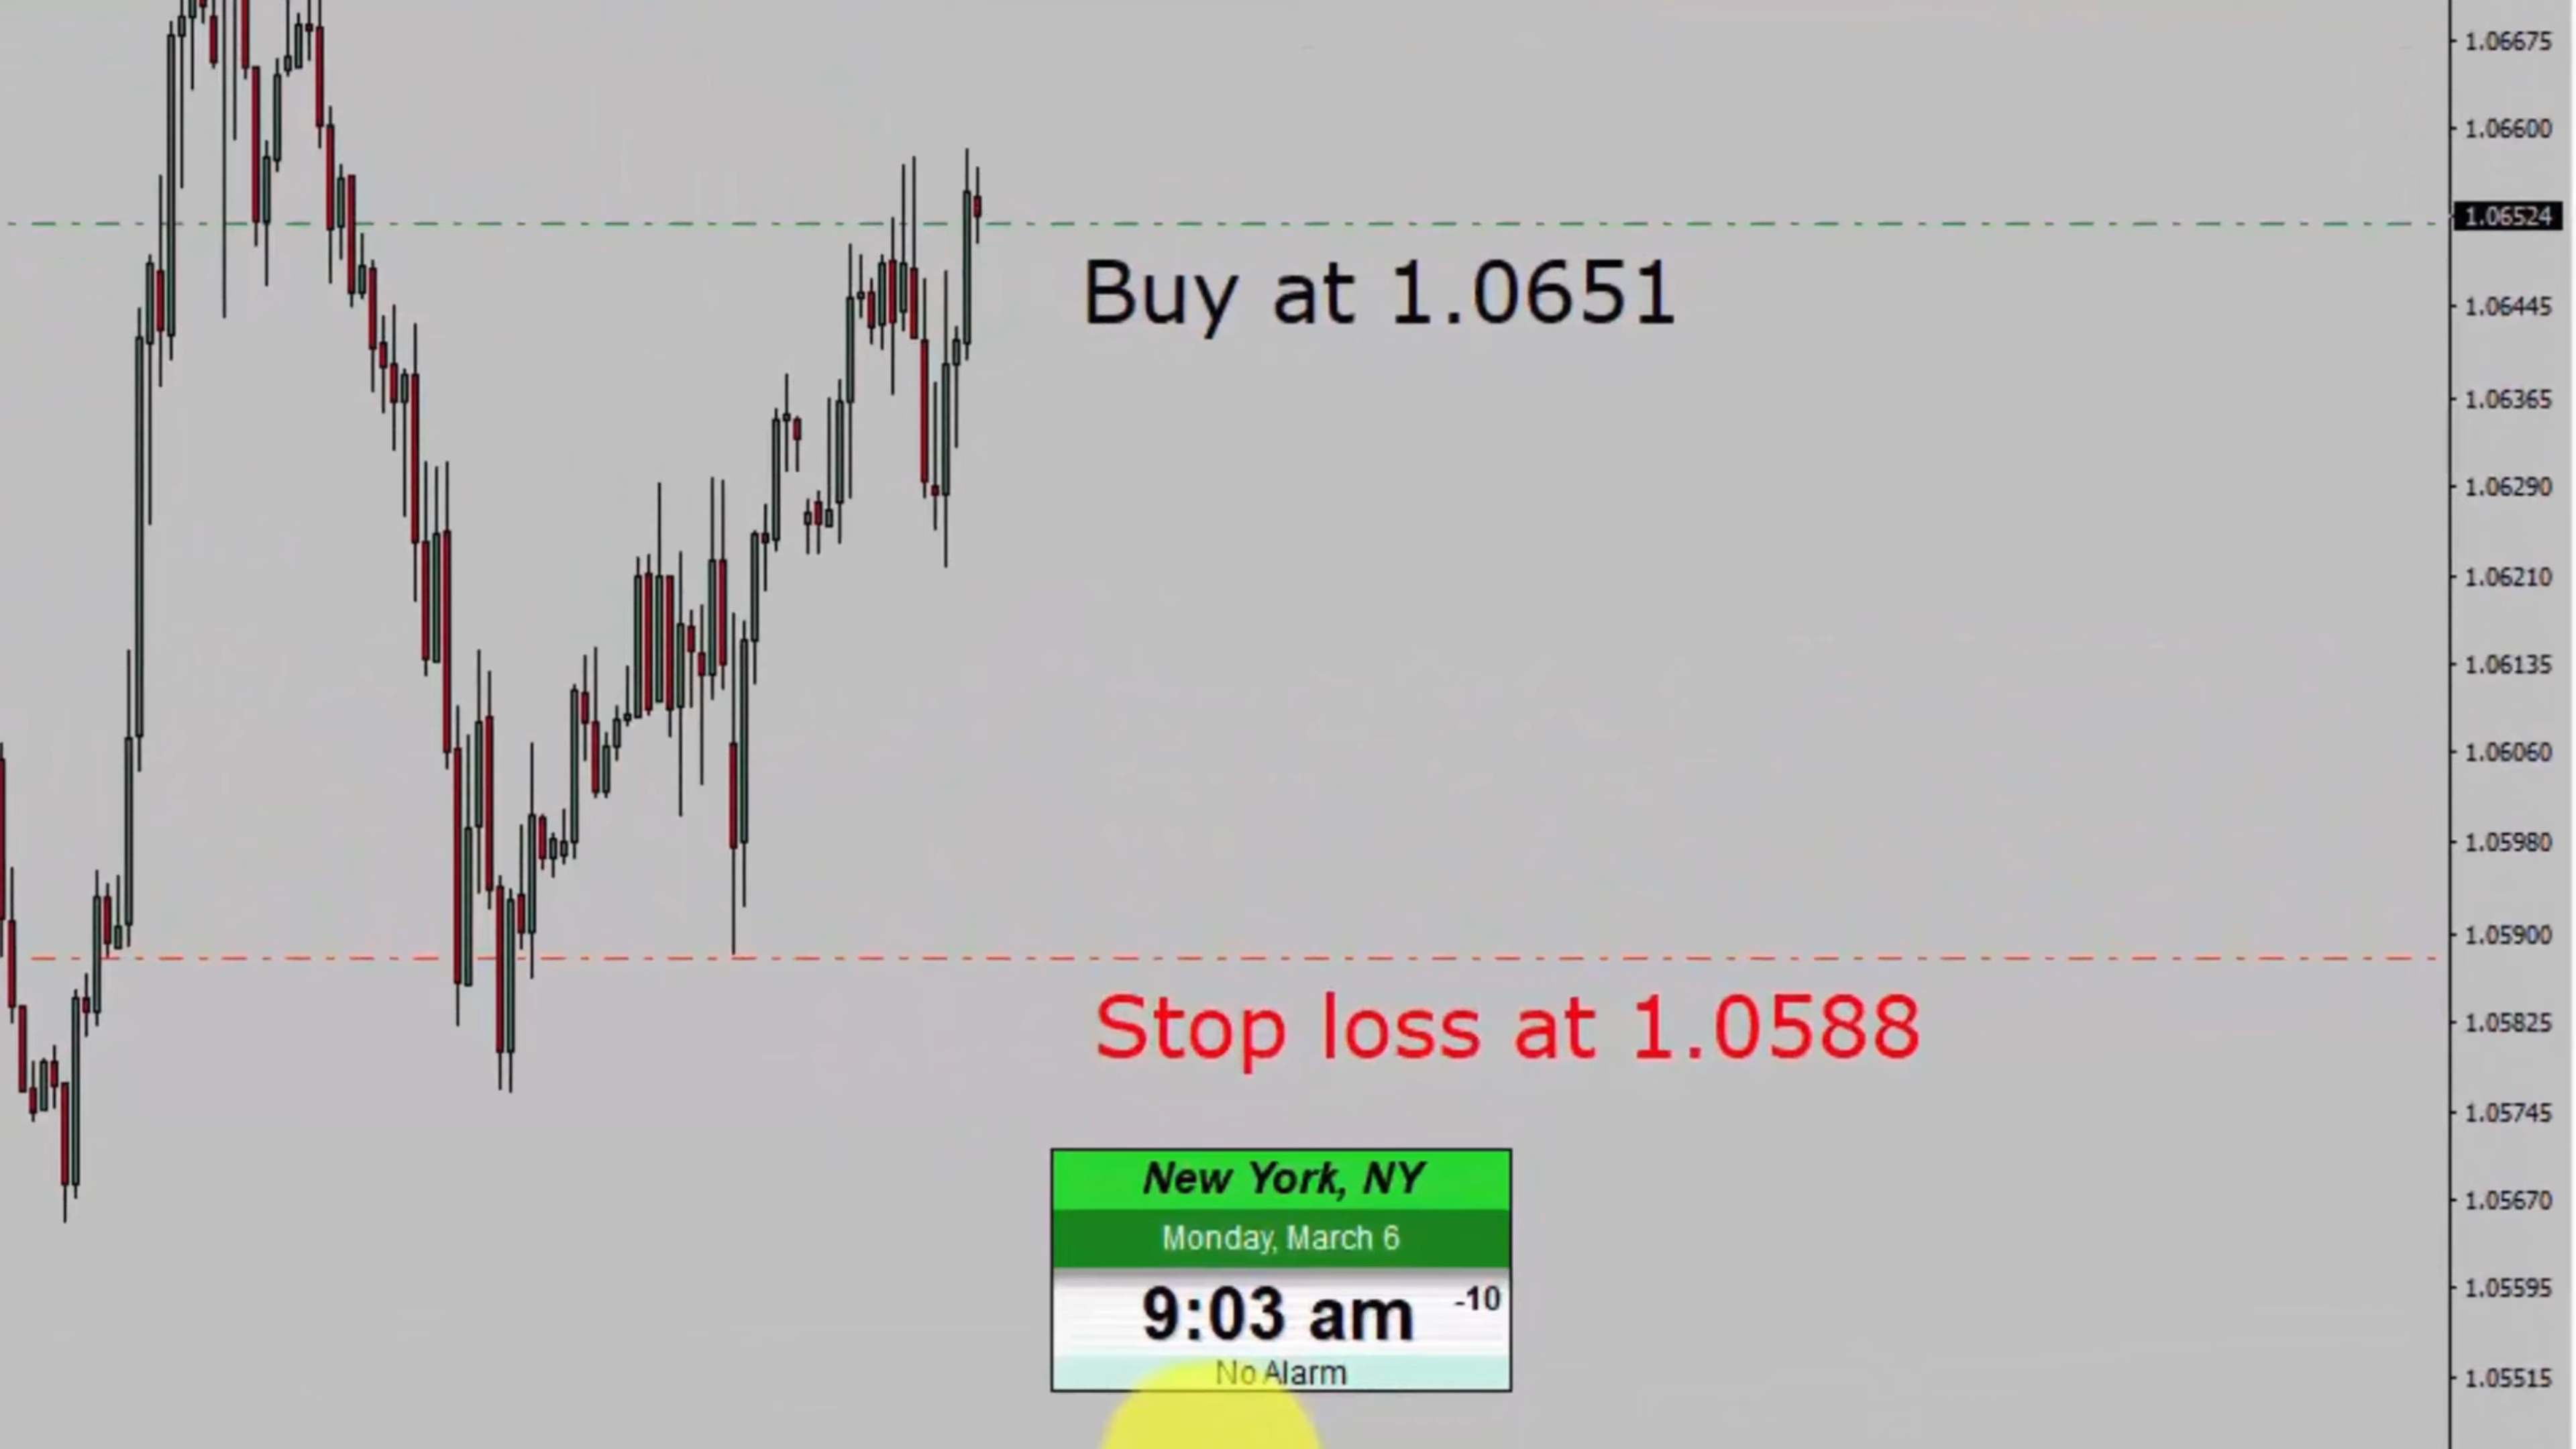 1.06675
1.06600
1.06524
Buy at 1.0651
1.06445
1.06365
1.06290
1.06210
1.06135
1.06060
1.05980
1.05900
Stop loss at 1.0588
1.05825
1.05745
New York, NY
1.05670
Monday, March 6
9:03 am -10
1.05595
No Alarm
1.05515